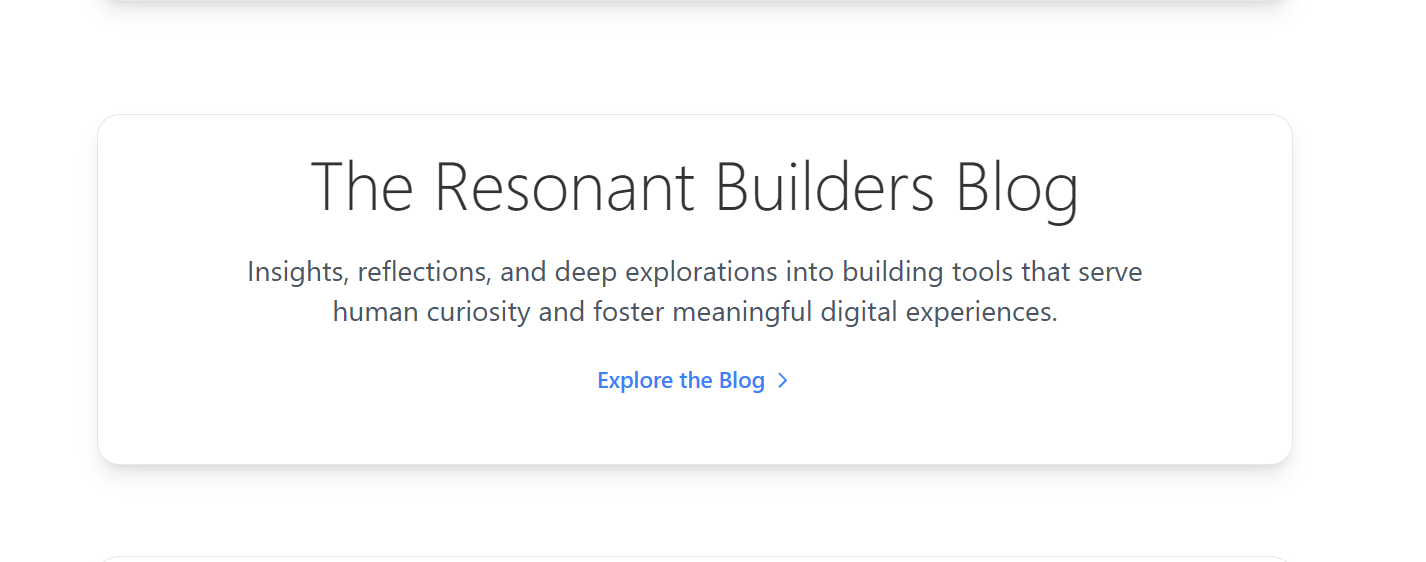 The Resonant Builders Blog
Insights, reflections, and deep explorations into building tools that serve
human curiosity and foster meaningful digital experiences.
Explore the Blog